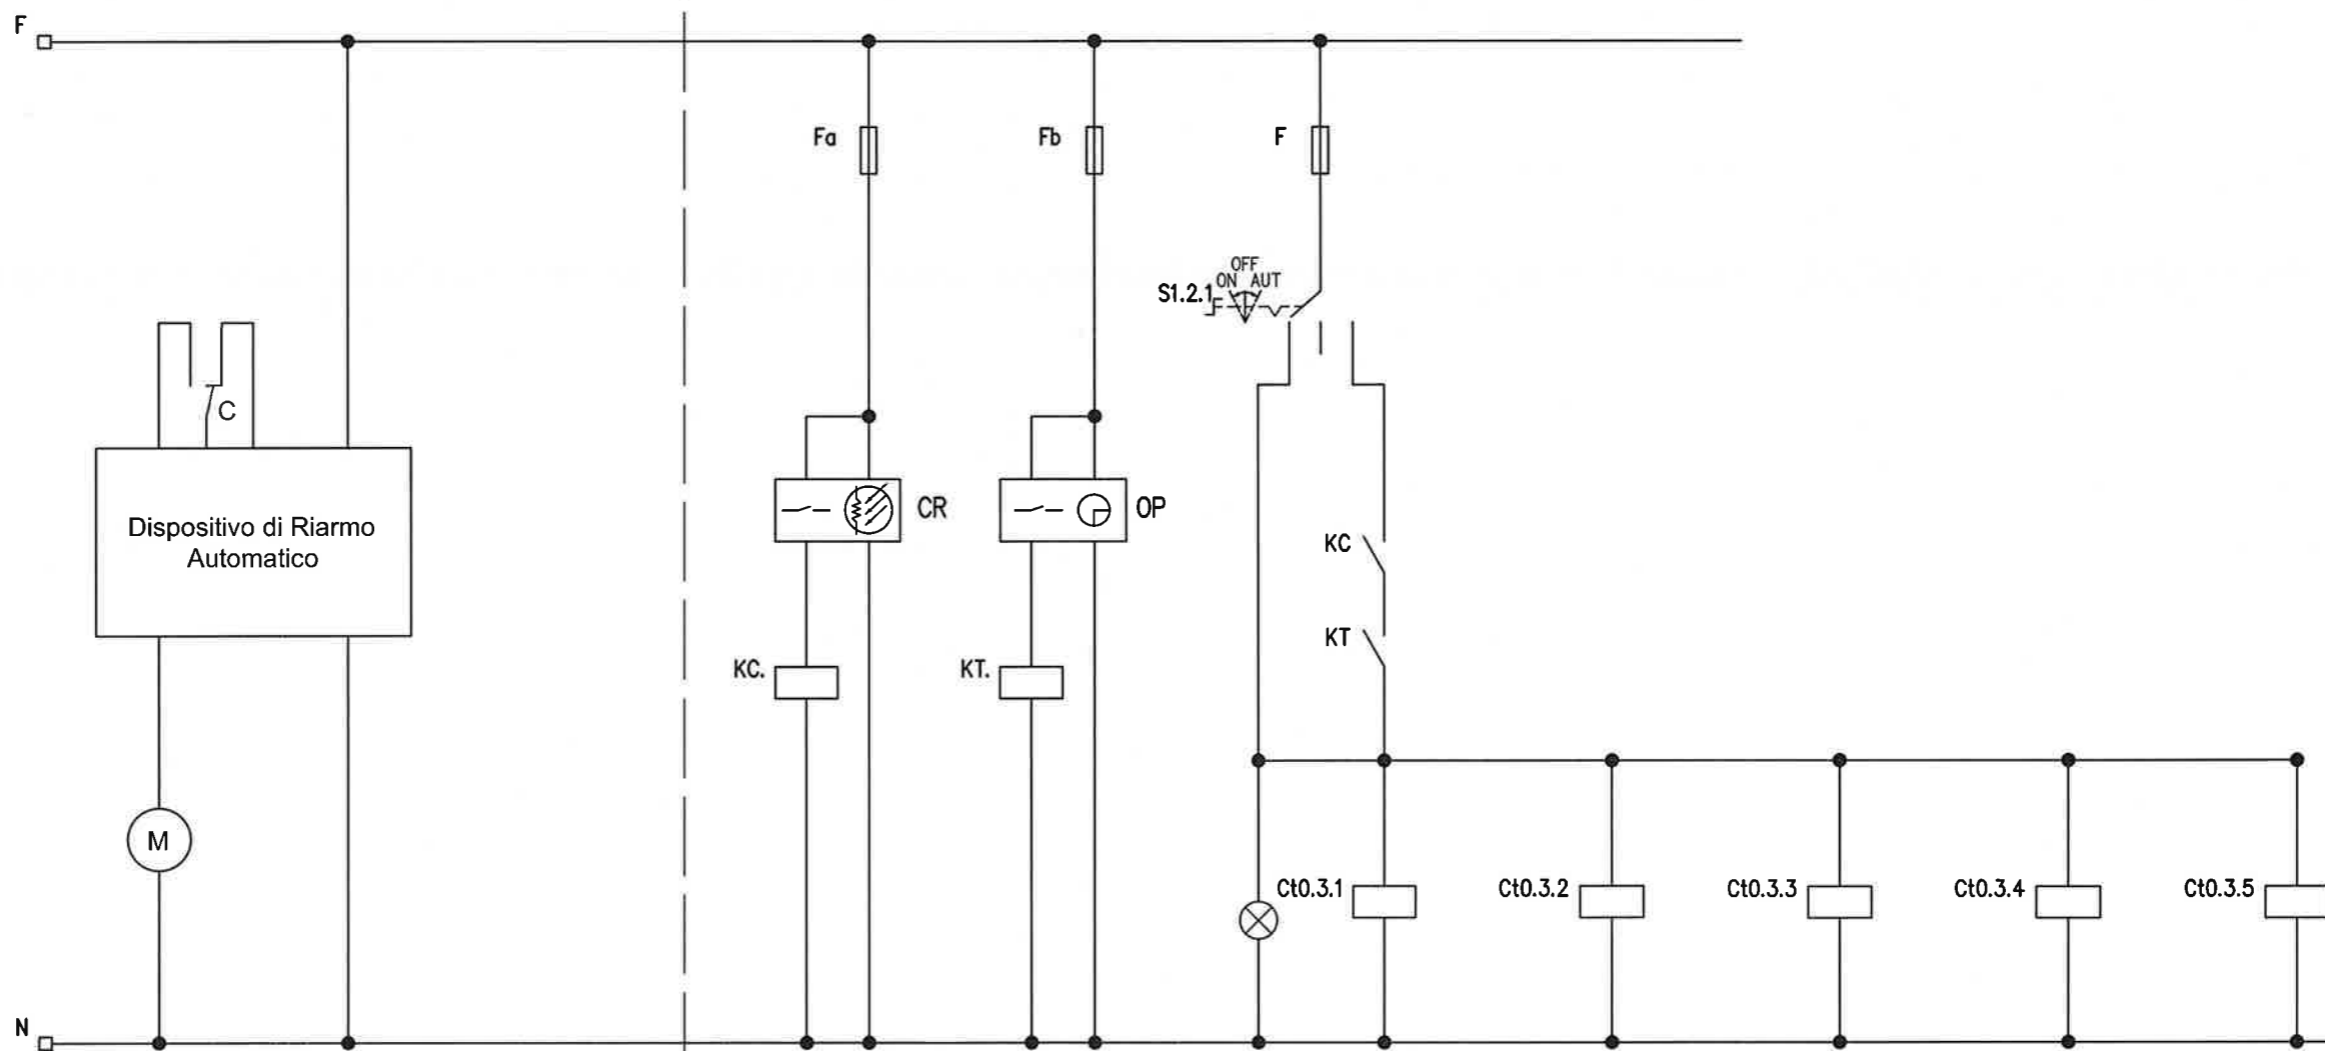 F
Fa
Fb
F
OFF
ON AUT
S1.2.1
C
Dispositivo di Riarmo
Automatico
CR
OP
KC
KT
KC.
KT.
M
Ct0.3.1
Ct0.3.2
Ct0.3.3
Ct0.3.4
Ct0.3.5
N